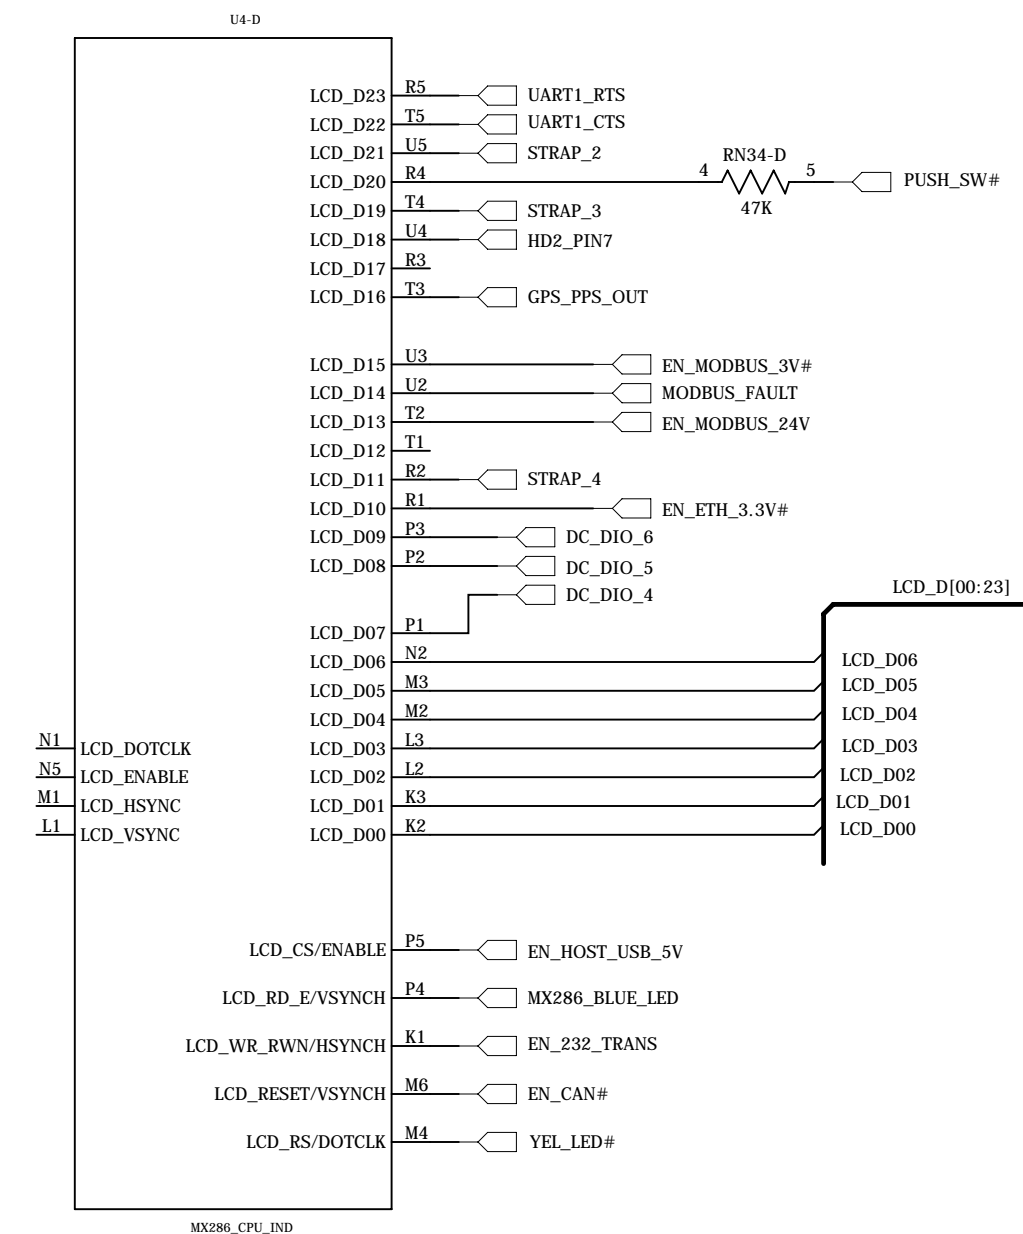 U4-D
LCD_D23 R5 UART1_RTS
LCD_D22 T5 UART1_CTS
LCD_D21 U5 STRAP_2
RN34-D
LCD_D20 R4 4 5 PUSH_SW#
47K
LCD_D19 T4 STRAP_3
LCD_D18 U4 HD2_PIN7
LCD_D17 R3
LCD_D16 T3 GPS_PPS_OUT
LCD_D15 U3 EN_MODBUS_3V#
LCD_D14 U2 MODBUS_FAULT
LCD_D13 T2 EN_MODBUS_24V
LCD_D12 T1
LCD_D11 R2 STRAP_4
LCD_D10 R1 EN_ETH_3.3V#
LCD_D09 P3 DC_DIO_6
LCD_D08 P2 DC_DIO_5
DC_DIO_4
LCD_D[00:23]
LCD_D07 P1
LCD_D06 N2 LCD_D06
LCD_D05 M3 LCD_D05
LCD_D04 M2 LCD_D04
N1 LCD_DOTCLK LCD_D03 L3 LCD_D03
N5 LCD_ENABLE LCD_D02 L2 LCD_D02
M1 LCD_HSYNC LCD_D01 K3 LCD_D01
L1 LCD_VSYNC LCD_D00 K2 LCD_D00
LCD_CS/ENABLE P5 EN_HOST_USB_5V
LCD_RD_E/VSYNCH P4 MX286_BLUE_LED
LCD_WR_RWN/HSYNCH K1 EN_232_TRANS
LCD_RESET/VSYNCH M6 EN_CAN#
LCD_RS/DOTCLK M4 YEL_LED#
MX286_CPU_IND